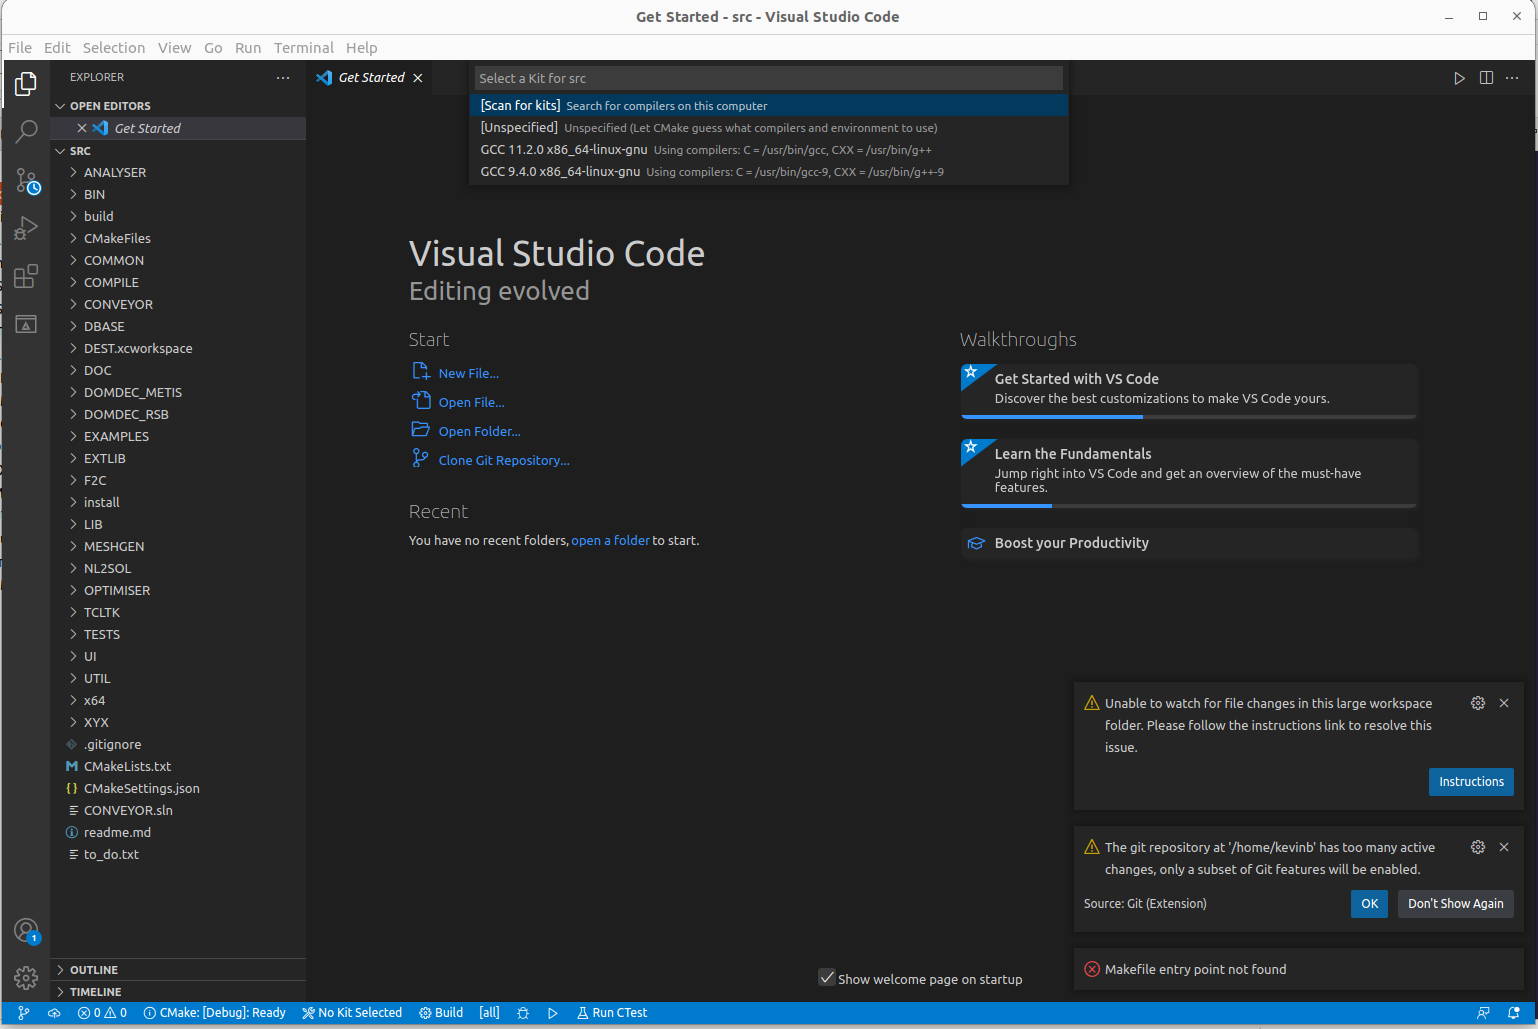 Get Started - src - Visual Studio Code
File Edit Selection View Go Run Terminal Help
EXPLORER
Get Started
Select a Kit for src
[Scan for kits] Search for compilers on this computer
[Unspecified] Unspecified (Let CMake guess what compilers and environment to use)
GCC 11.2.0 x86_64-linux-gnu Using compilers: C = /usr/bin/gcc, CXX = /usr/bin/g++
GCC 9.4.0 x86_64-linux-gnu Using compilers: C = /usr/bin/gcc-9, CXX = /usr/bin/g++-9
OPEN EDITORS
Get Started
SRC
ANALYSER
BIN
build
CMakeFiles
COMMON
COMPILE
CONVEYOR
DBASE
DEST.xcworkspace
DOC
DOMDEC_METIS
DOMDEC_RSB
EXAMPLES
EXTLIB
F2C
install
LIB
MESHGEN
NL2SOL
OPTIMISER
TCLTK
TESTS
UI
UTIL
x64
XYX
.gitignore
CMakeLists.txt
CMakeSettings.json
CONVEYOR.sln
readme.md
to_do.txt
OUTLINE
TIMELINE
Visual Studio Code
Editing evolved
Start
New File...
Open File...
Open Folder...
Clone Git Repository...
Recent
You have no recent folders, open a folder to start.
Walkthroughs
Get Started with VS Code
Discover the best customizations to make VS Code yours.
Learn the Fundamentals
Jump right into VS Code and get an overview of the must-have
features.
Boost your Productivity
Unable to watch for file changes in this large workspace
folder. Please follow the instructions link to resolve this
issue.
Instructions
The git repository at '/home/kevinb' has too many active
changes, only a subset of Git features will be enabled.
Source: Git (Extension)
OK
Don't Show Again
Makefile entry point not found
Show welcome page on startup
1
0 0 CMake: [Debug]: Ready No Kit Selected Build [all] Run CTest